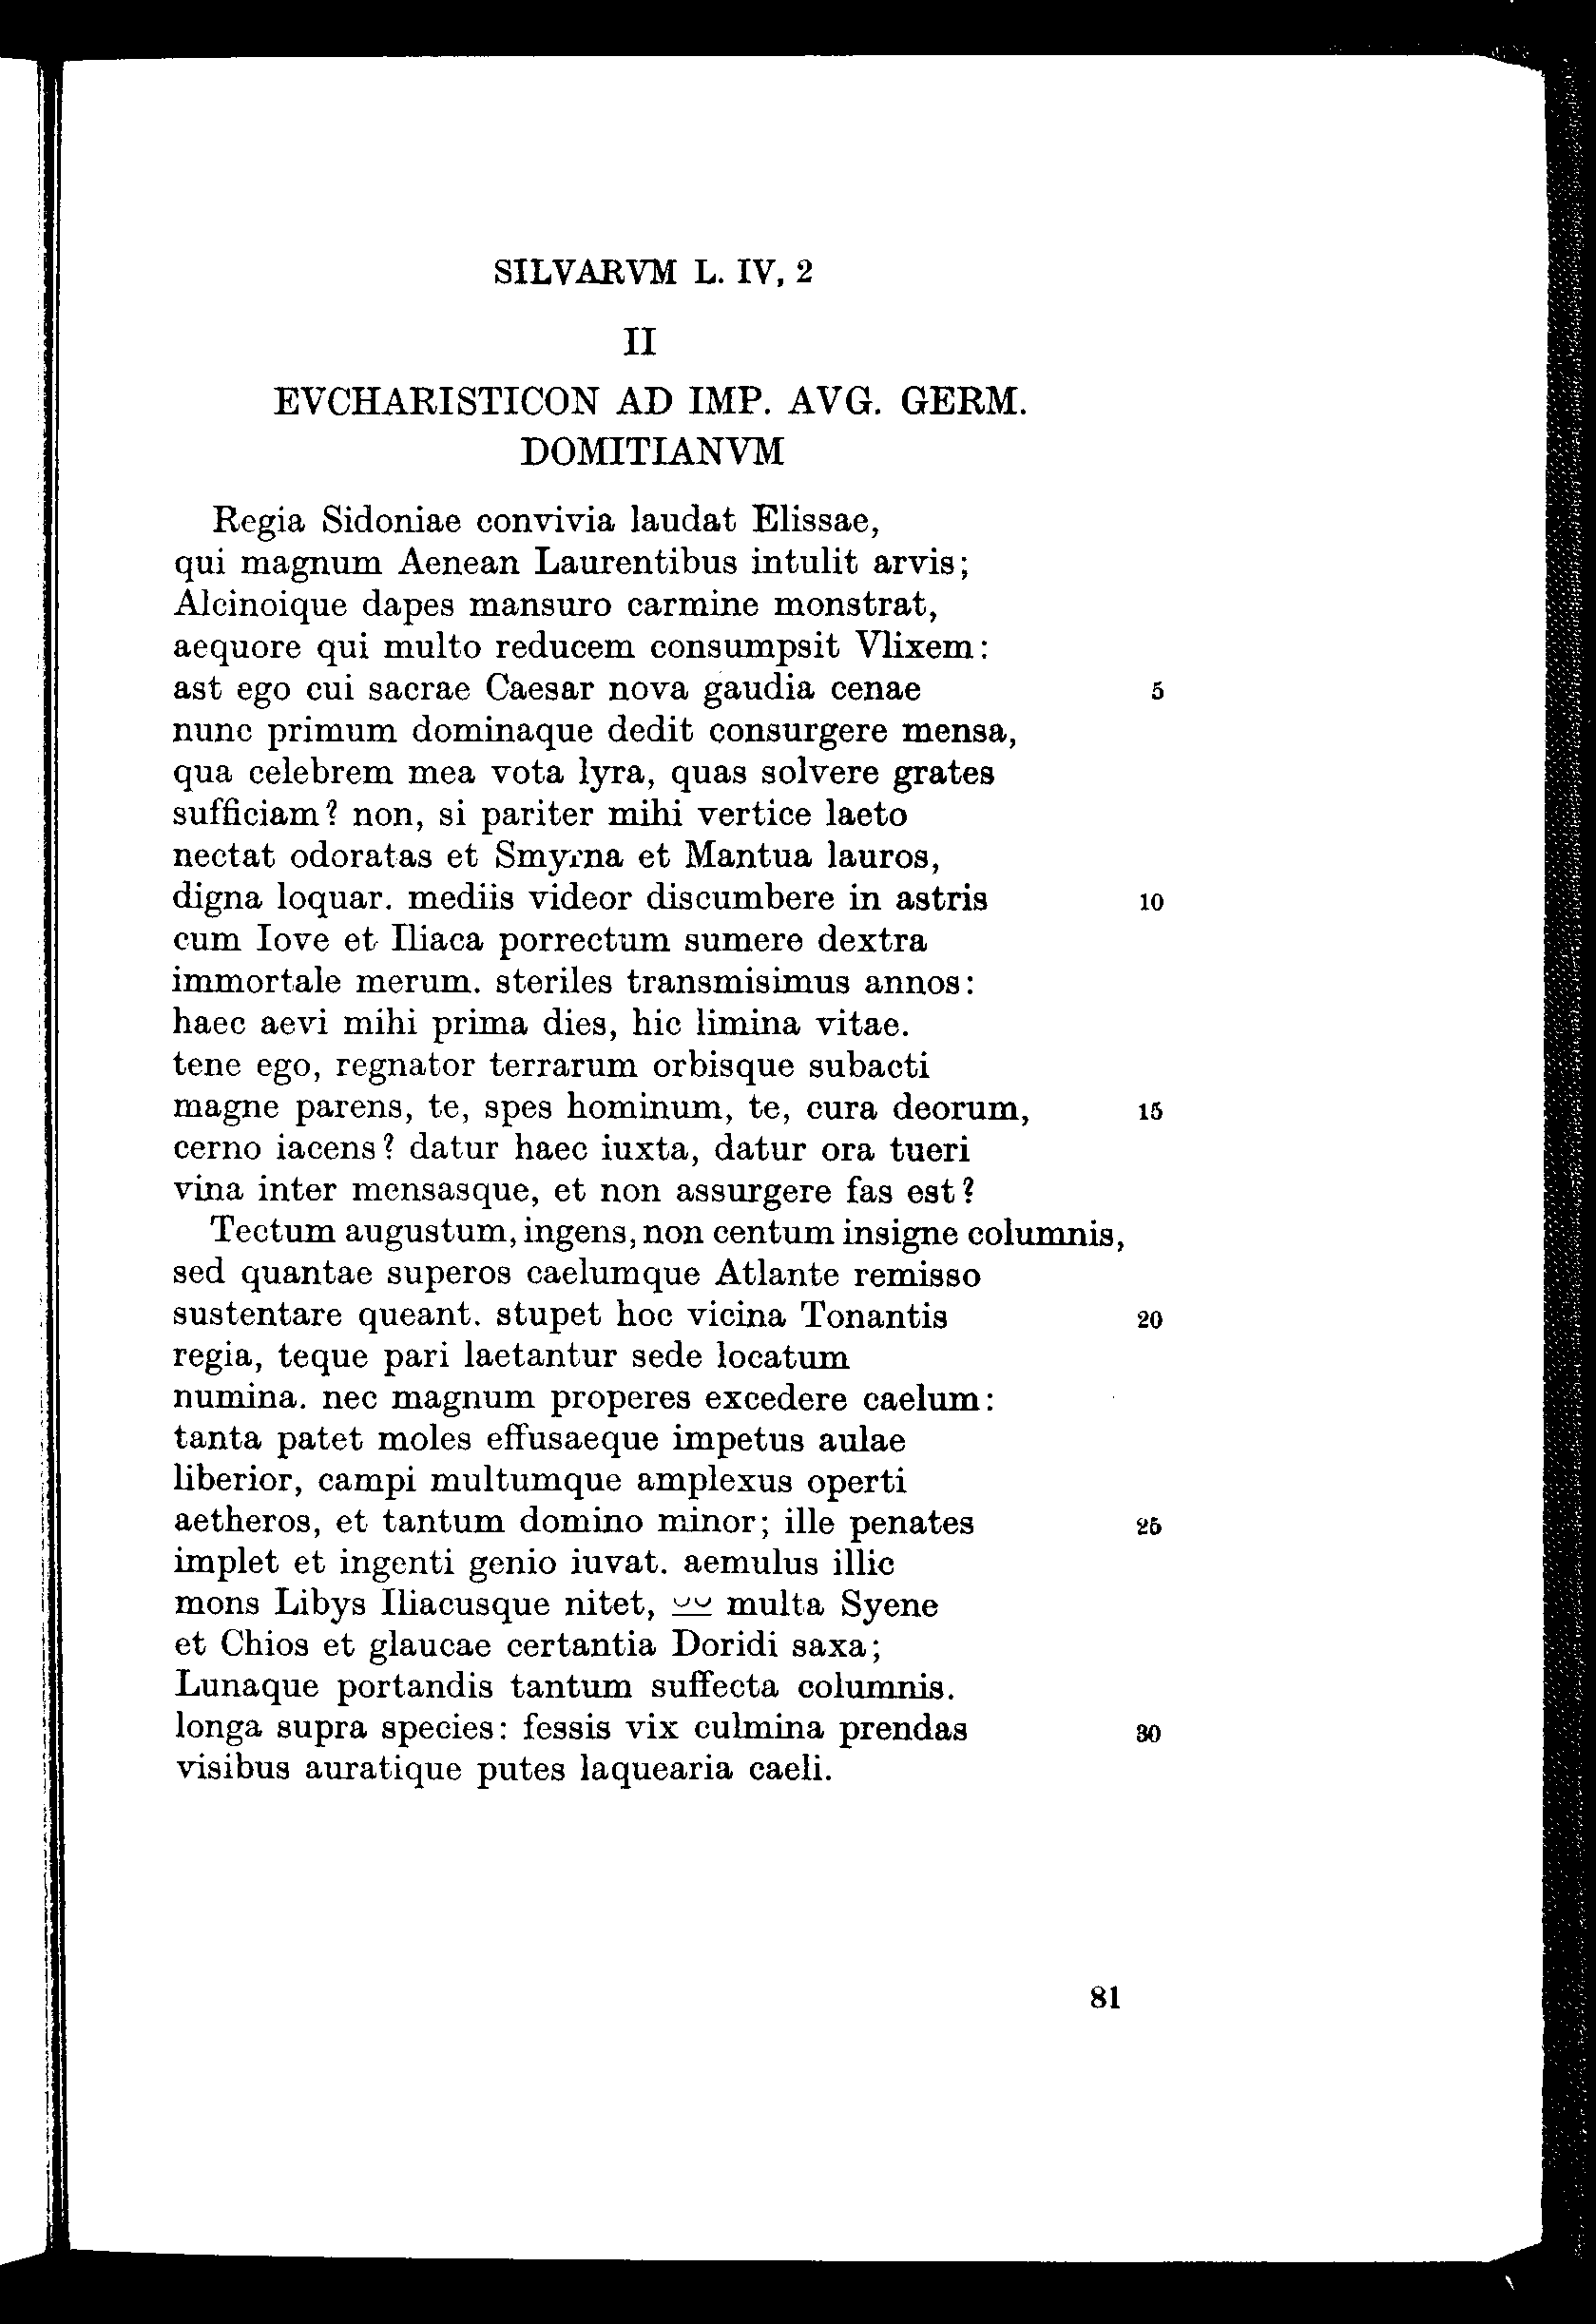 SILVARVM L. IV, 2
II
EVCHARISTICON AD IMP. AVG. GERM.
DOMITIANVM
Regia Sidoniae convivia laudat Elissae,
qui magnum Aenean Laurentibus intulit arvis;
Alcinoique dapes mansuro carmine monstrat,
aequore qui multo reducem consumpsit Vlixem:
ast ego cui sacrae Caesar nova gaudia cenae 5
nunc primum dominaque dedit consurgere mensa,
qua celebrem mea vota lyra, quas solvere grates
sufficiam? non, si pariter mihi vertice laeto
nectat odoratas et Smyrna et Mantua lauros,
digna loquar. mediis videor discumbere in astris 10
cum Iove et Iliaca porrectum sumere dextra
immortale merum. steriles transmisimus annos:
haec aevi mihi prima dies, hic limina vitae.
tene ego, regnator terrarum orbisque subacti
magne parens, te, spes hominum, te, cura deorum, 15
cerno iacens? datur haec iuxta, datur ora tueri
vina inter mensasque, et non assurgere fas est?
Tectum augustum, ingens, non centum insigne columnis,
sed quantae superos caelumque Atlante remisso
sustentare queant. stupet hoc vicina Tonantis 20
regia, teque pari laetantur sede locatum
numina. nec magnum properes excedere caelum:
tanta patet moles effusaeque impetus aulae
liberior, campi multumque amplexus operti
aetheros, et tantum domino minor; ille penates 25
implet et ingenti genio iuvat. aemulus illic
mons Libys Iliacusque nitet, ⏑⏑ multa Syene
et Chios et glaucae certantia Doridi saxa;
Lunaque portandis tantum suffecta columnis.
longa supra species: fessis vix culmina prendas 30
visibus auratique putes laquearia caeli.
81